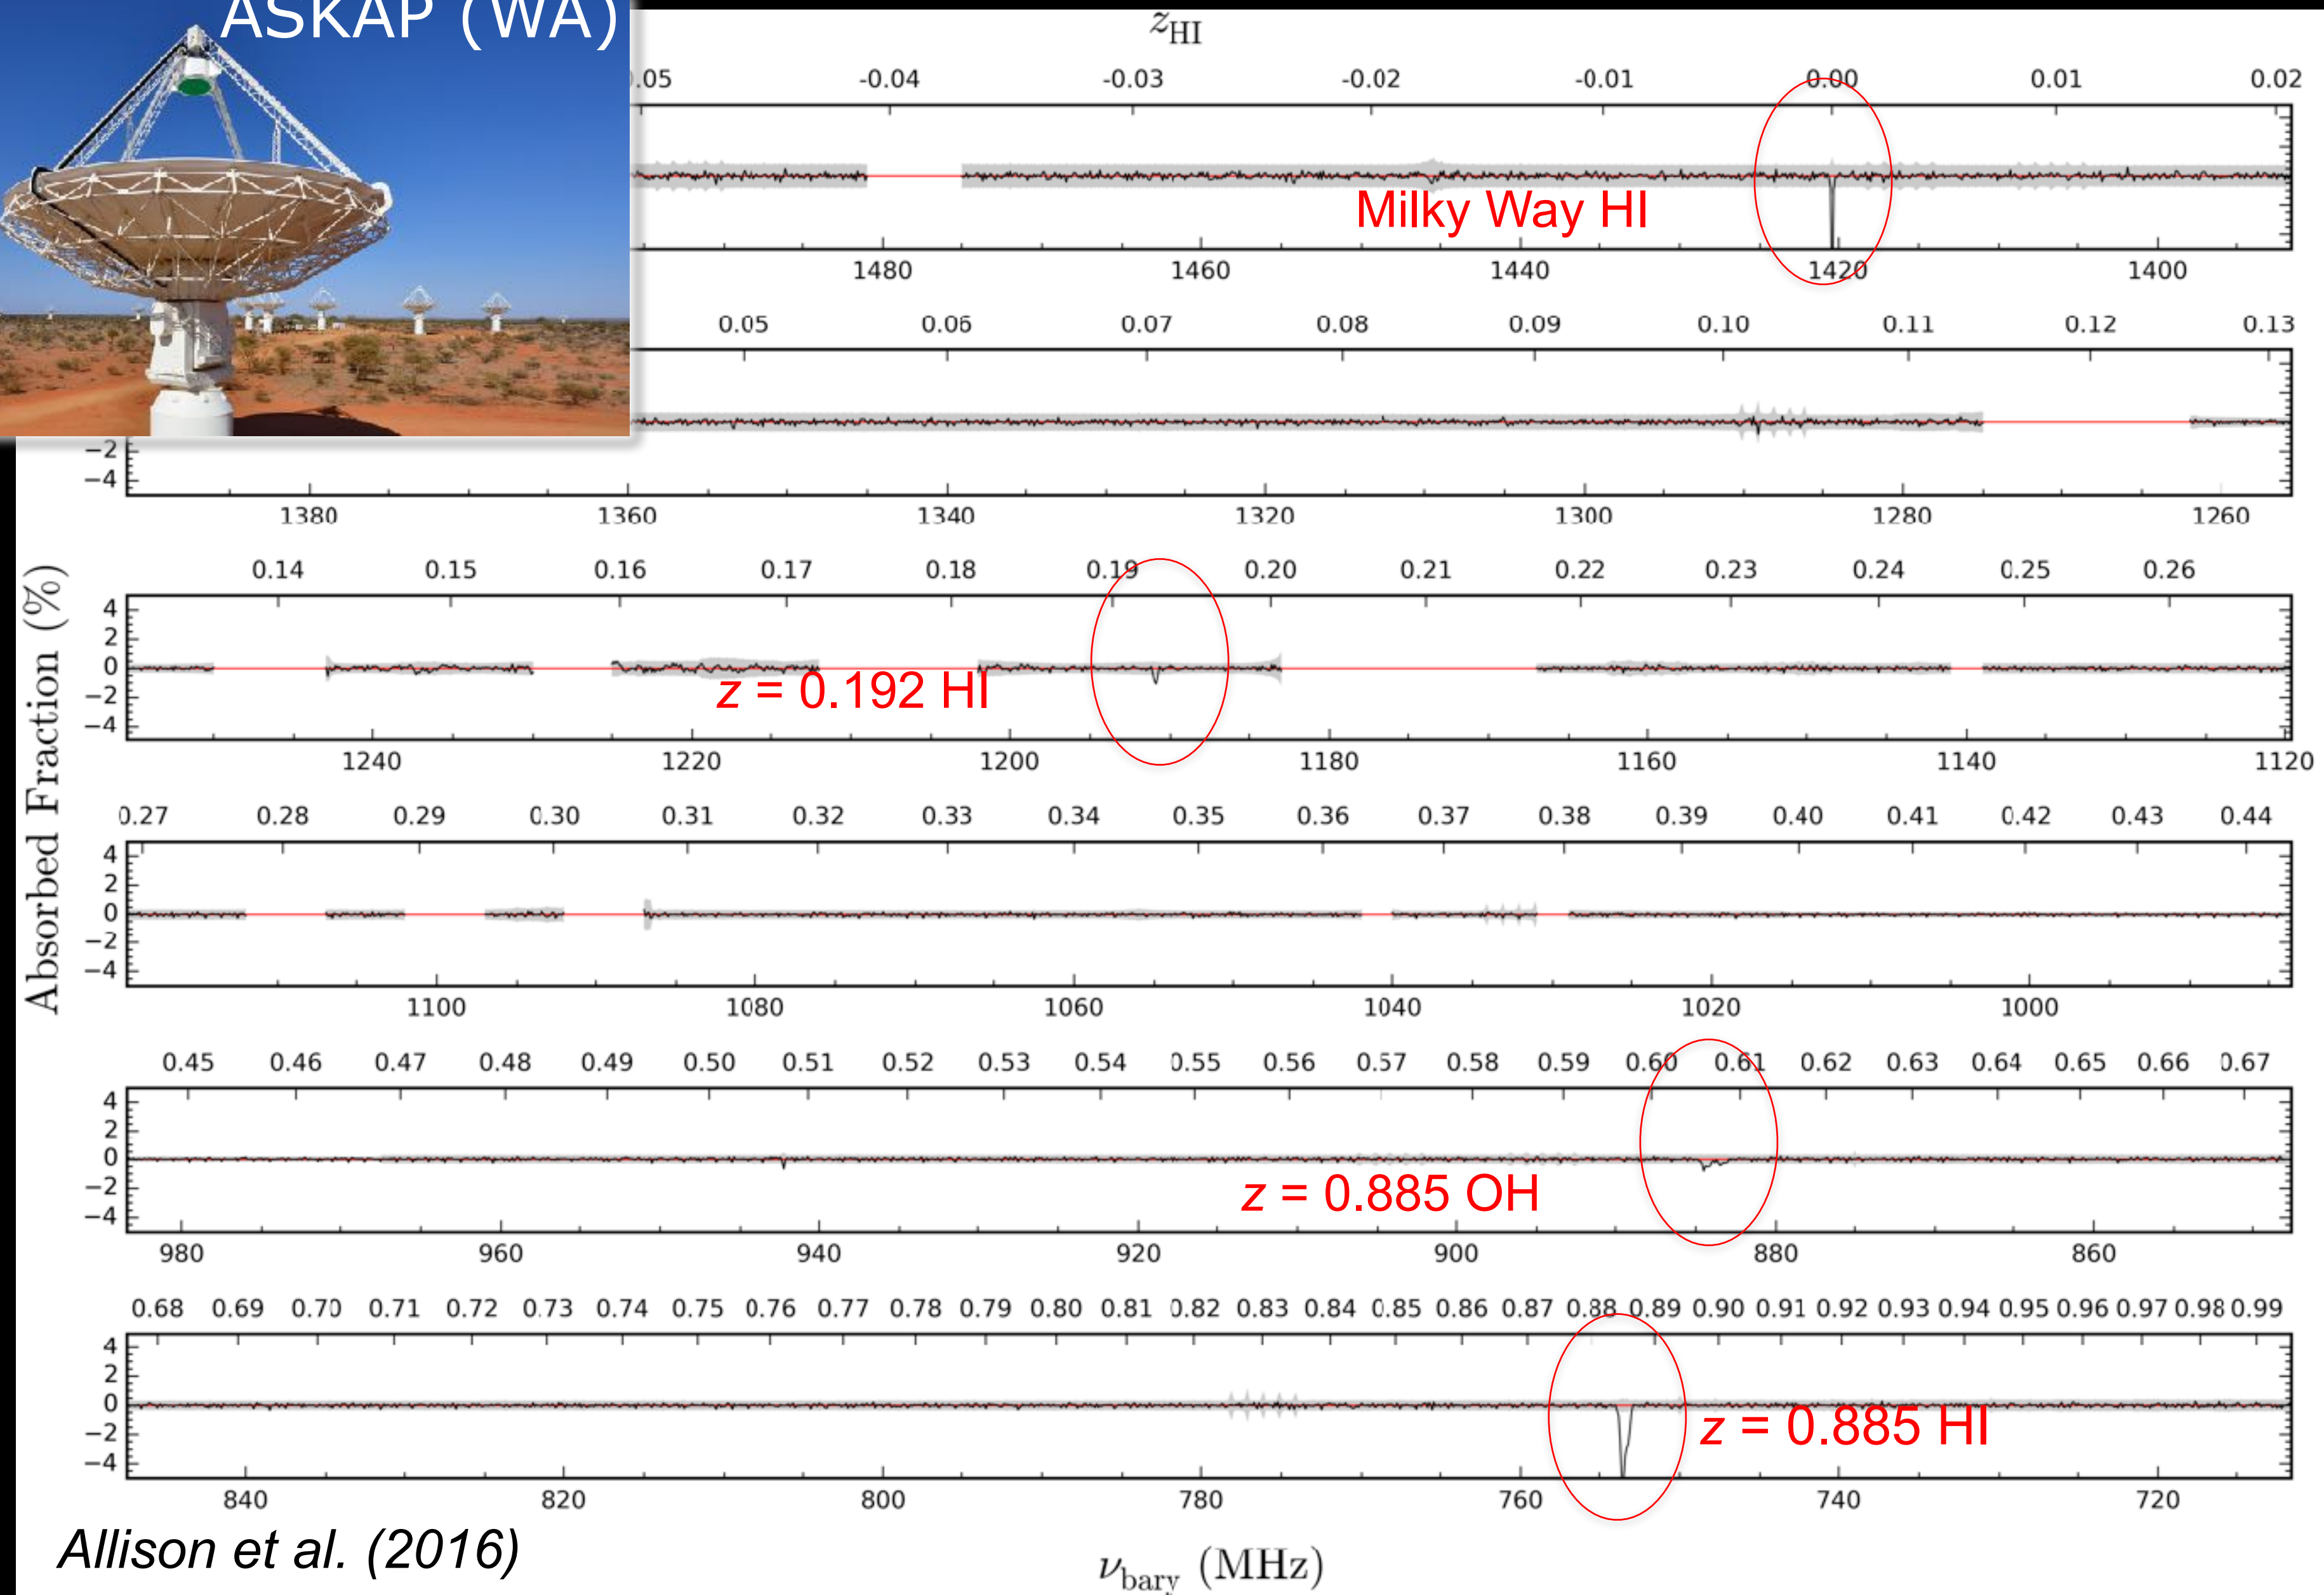 ASKAP (WA)
z_HI
.05 -0.04 -0.03 -0.02 -0.01 0.00 0.01 0.02
Milky Way HI
1480 1460 1440 1420 1400
0.05 0.06 0.07 0.08 0.09 0.10 0.11 0.12 0.13
−2
−4
1380 1360 1340 1320 1300 1280 1260
Absorbed Fraction (%)
0.14 0.15 0.16 0.17 0.18 0.19 0.20 0.21 0.22 0.23 0.24 0.25 0.26
4
2
0
−2
−4
z = 0.192 HI
1240 1220 1200 1180 1160 1140 1120
0.27 0.28 0.29 0.30 0.31 0.32 0.33 0.34 0.35 0.36 0.37 0.38 0.39 0.40 0.41 0.42 0.43 0.44
4
2
0
−2
−4
1100 1080 1060 1040 1020 1000
0.45 0.46 0.47 0.48 0.49 0.50 0.51 0.52 0.53 0.54 0.55 0.56 0.57 0.58 0.59 0.60 0.61 0.62 0.63 0.64 0.65 0.66 0.67
4
2
0
−2
−4
z = 0.885 OH
980 960 940 920 900 880 860
0.68 0.69 0.70 0.71 0.72 0.73 0.74 0.75 0.76 0.77 0.78 0.79 0.80 0.81 0.82 0.83 0.84 0.85 0.86 0.87 0.88 0.89 0.90 0.91 0.92 0.93 0.94 0.95 0.96 0.97 0.98 0.99
4
2
0
−2
−4
z = 0.885 HI
840 820 800 780 760 740 720
Allison et al. (2016)
ν_bary (MHz)